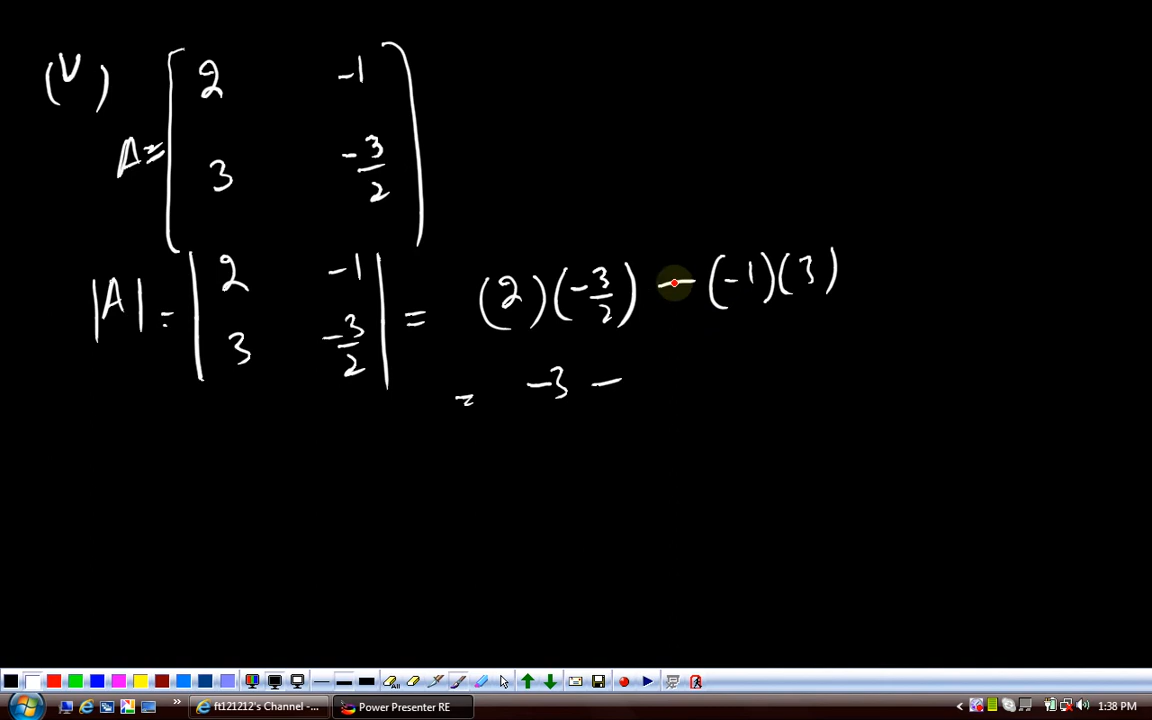 (V)
A = [ 2 -1
3 -3/2 ]
|A| = | 2 -1
3 -3/2 | = (2)(-3/2) - (-1)(3)
= -3 -
ft121212's Channel -...
Power Presenter RE
1:38 PM